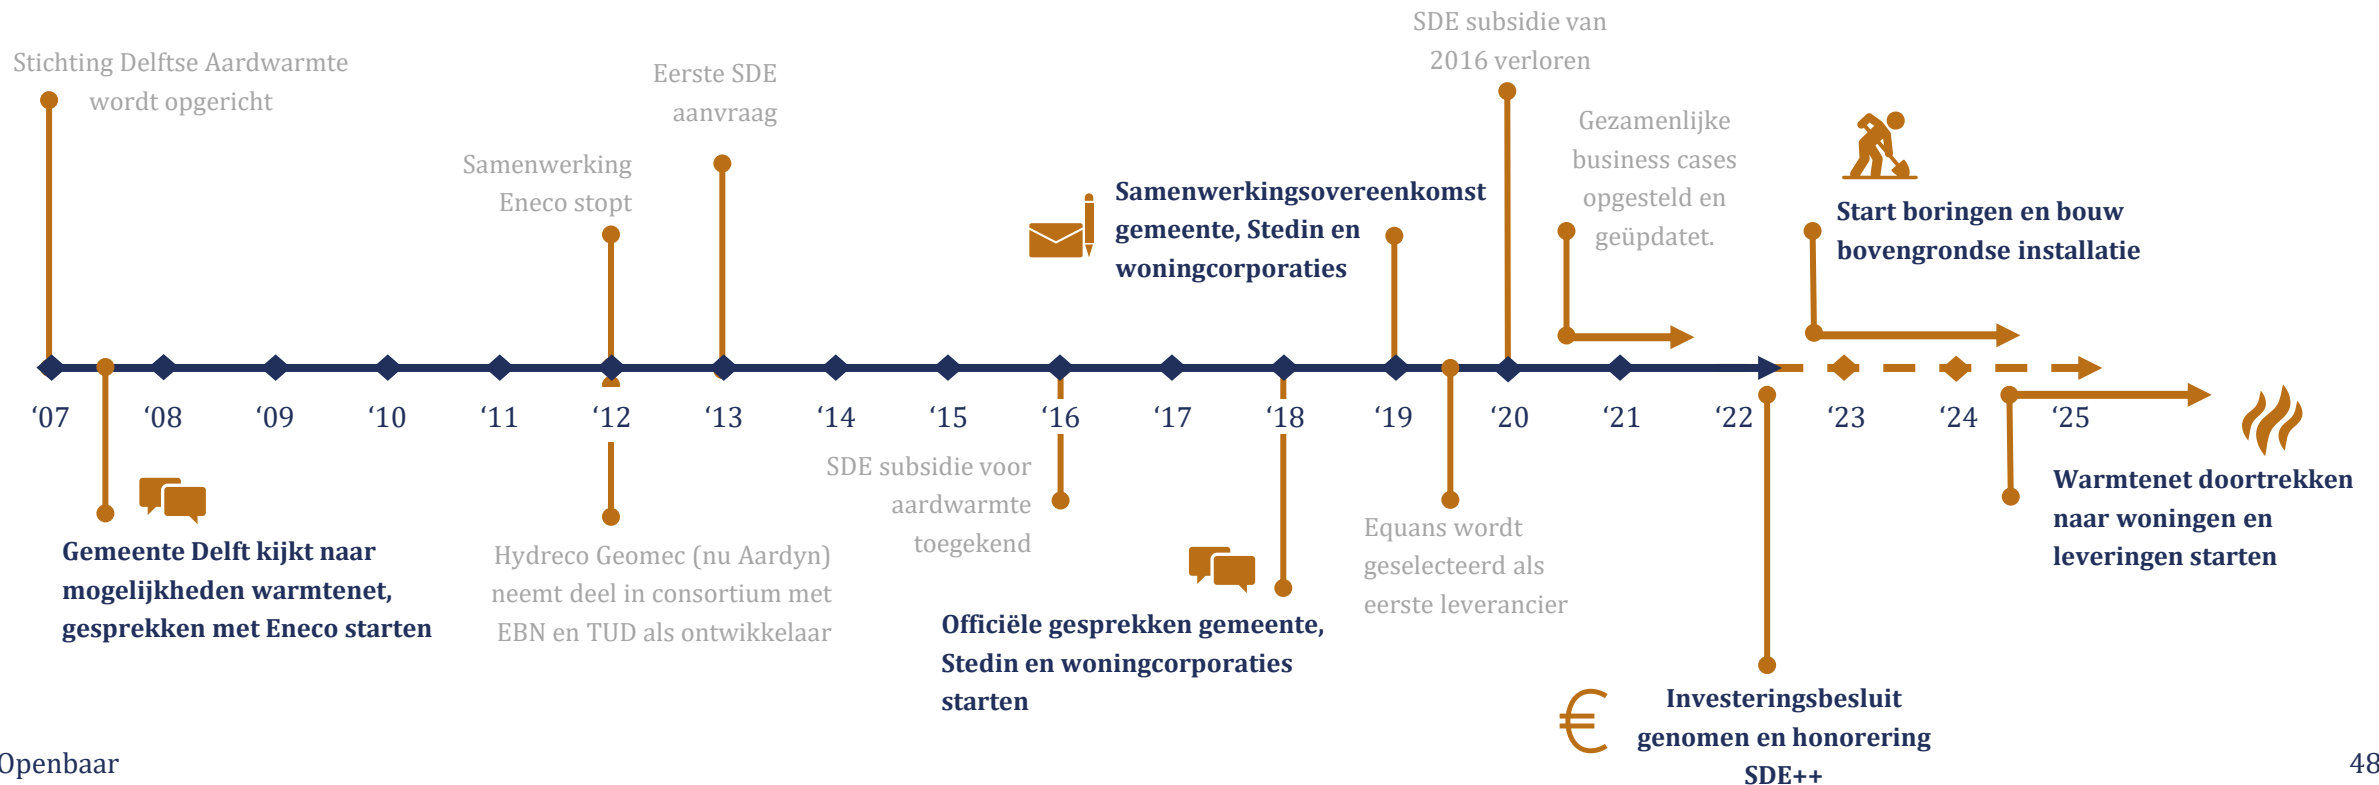 SDE subsidie van
2016 verloren
Stichting Delftse Aardwarmte
wordt opgericht
Eerste SDE
aanvraag
Gezamenlijke
business cases
opgesteld en
geüpdatet.
Samenwerking
Eneco stopt
Samenwerkingsovereenkomst
gemeente, Stedin en
woningcorporaties
Start boringen en bouw
bovengrondse installatie
‘07 ‘08 ‘09 ‘10 ‘11 ‘12 ‘13 ‘14 ‘15 ‘16 ‘17 ‘18 ‘19 ‘20 ‘21 ‘22 ‘23 ‘24 ‘25
Gemeente Delft kijkt naar
mogelijkheden warmtenet,
gesprekken met Eneco starten
Hydreco Geomec (nu Aardyn)
neemt deel in consortium met
EBN en TUD als ontwikkelaar
SDE subsidie voor
aardwarmte
toegekend
Officiële gesprekken gemeente,
Stedin en woningcorporaties
starten
Equans wordt
geselecteerd als
eerste leverancier
Warmtenet doortrekken
naar woningen en
leveringen starten
€ Investeringsbesluit
genomen en honorering
SDE++
Openbaar
48